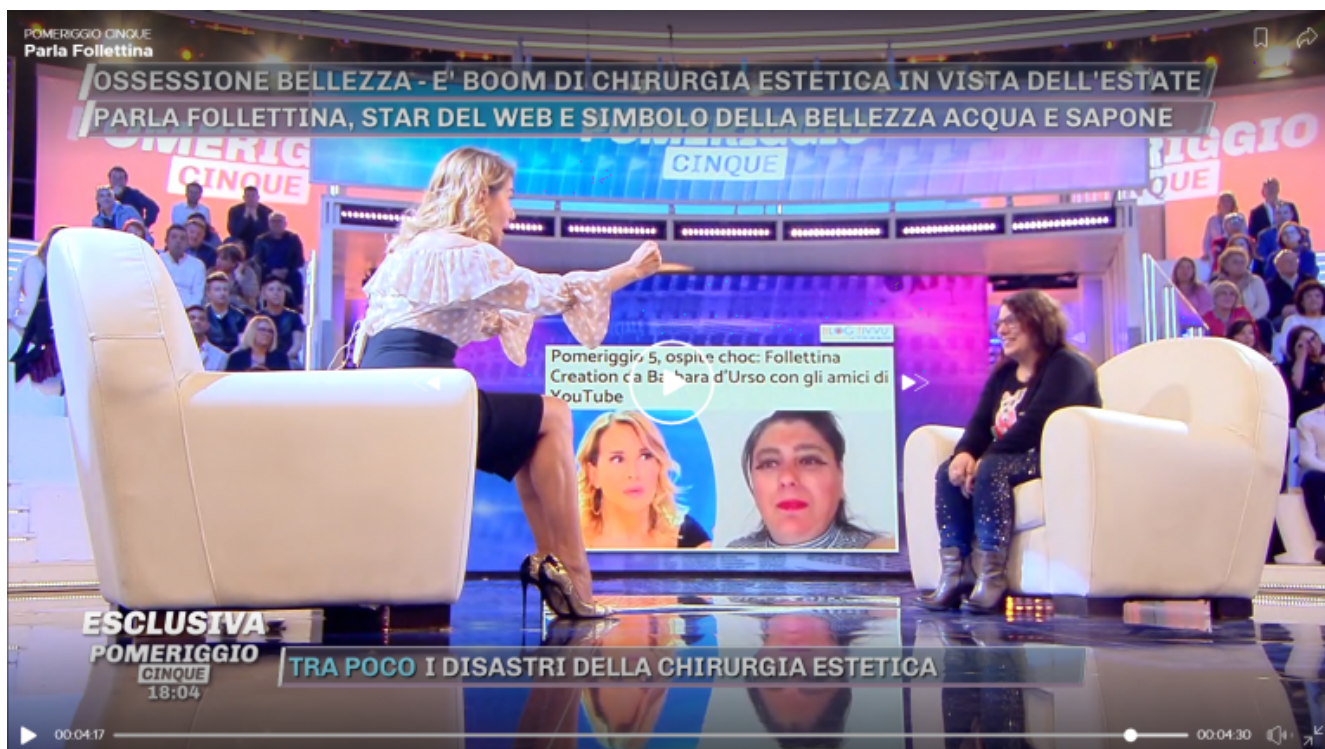 POMERIGGIO CINQUE
Parla Follettina
OSSESSIONE BELLEZZA - E' BOOM DI CHIRURGIA ESTETICA IN VISTA DELL'ESTATE
PARLA FOLLETTINA, STAR DEL WEB E SIMBOLO DELLA BELLEZZA ACQUA E SAPONE
POMERIG
CINQUE
POMERIGGIO
CINQUE
RIGGIO
QUE
Pomeriggio 5, ospite choc: Follettina
Creation da Barbara d'Urso con gli amici di
YouTube
ESCLUSIVA
POMERIGGIO
CINQUE
18:04
TRA POCO I DISASTRI DELLA CHIRURGIA ESTETICA
00:04:17
00:04:30